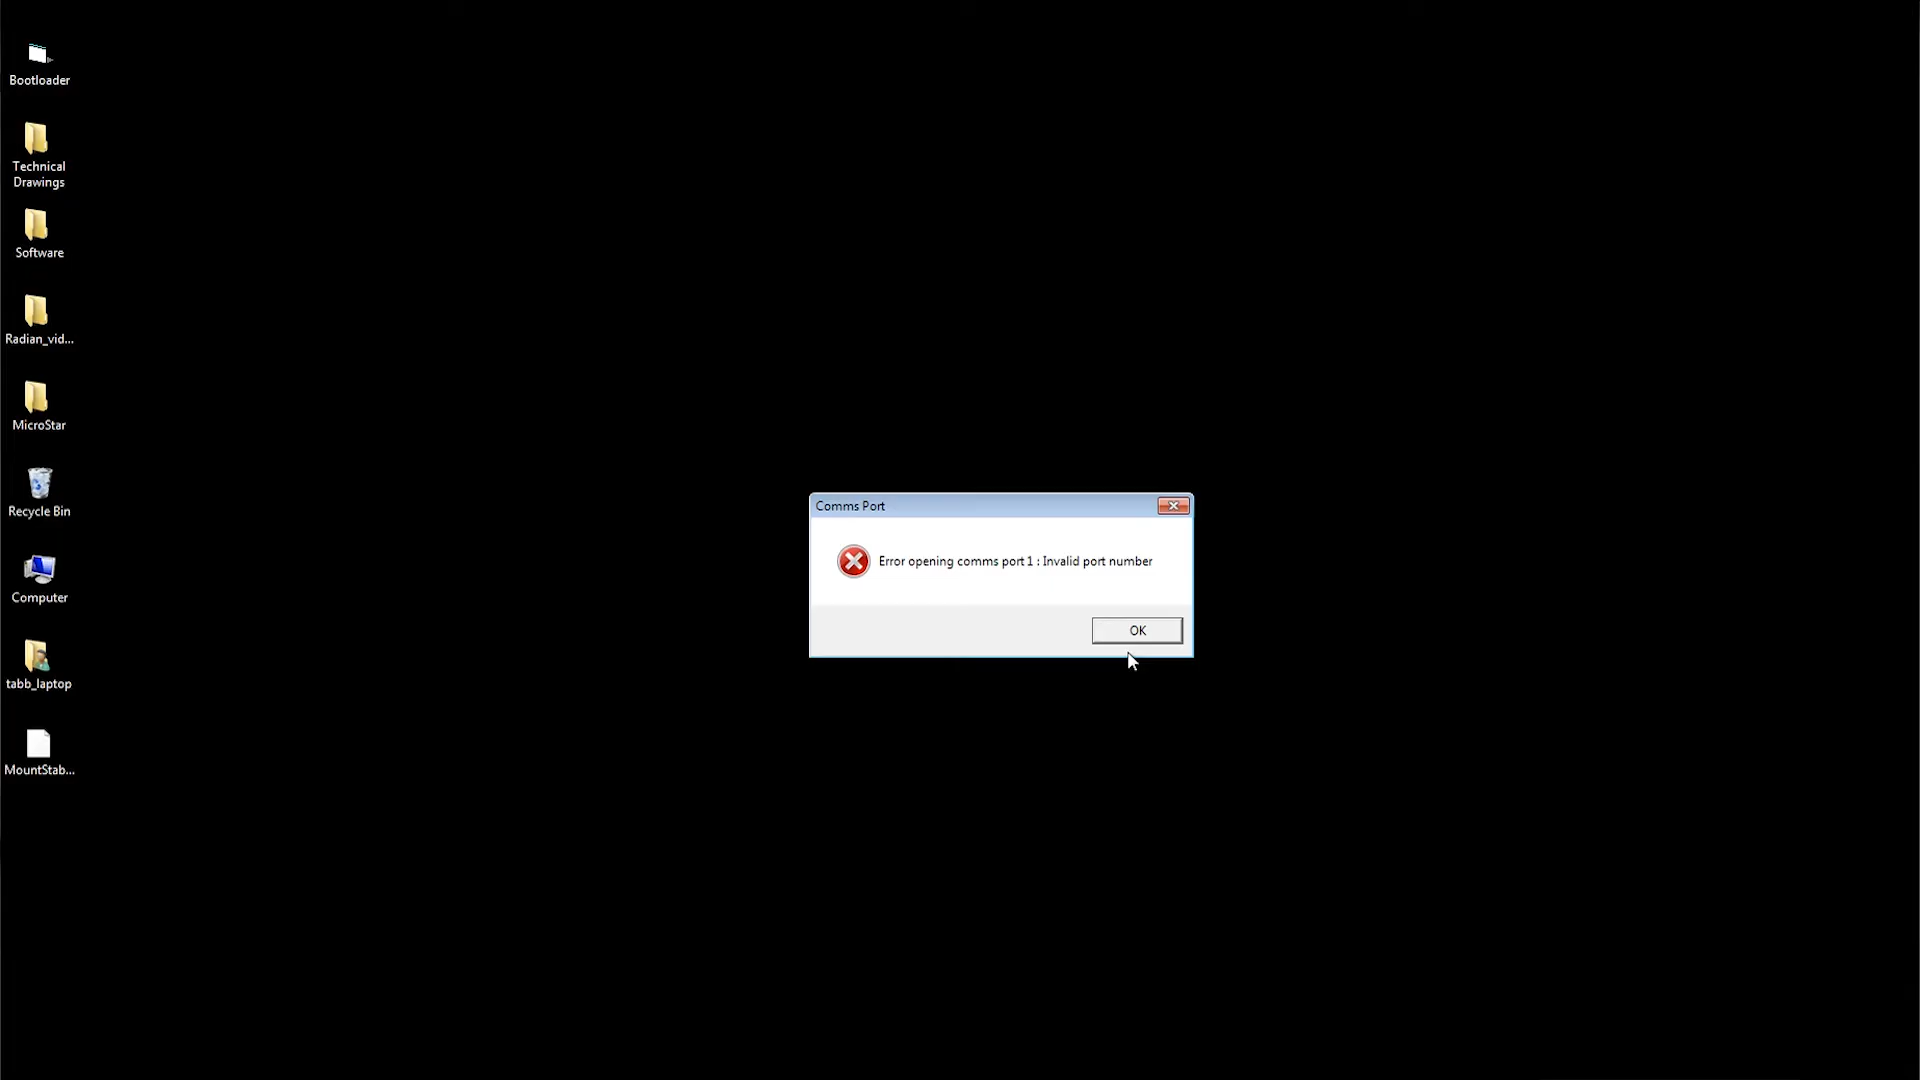 Bootloader
Technical
Drawings
Software
Radian_vid...
MicroStar
Recycle Bin
Computer
tabb_laptop
MountStab...
Comms Port
Error opening comms port 1 : Invalid port number
OK